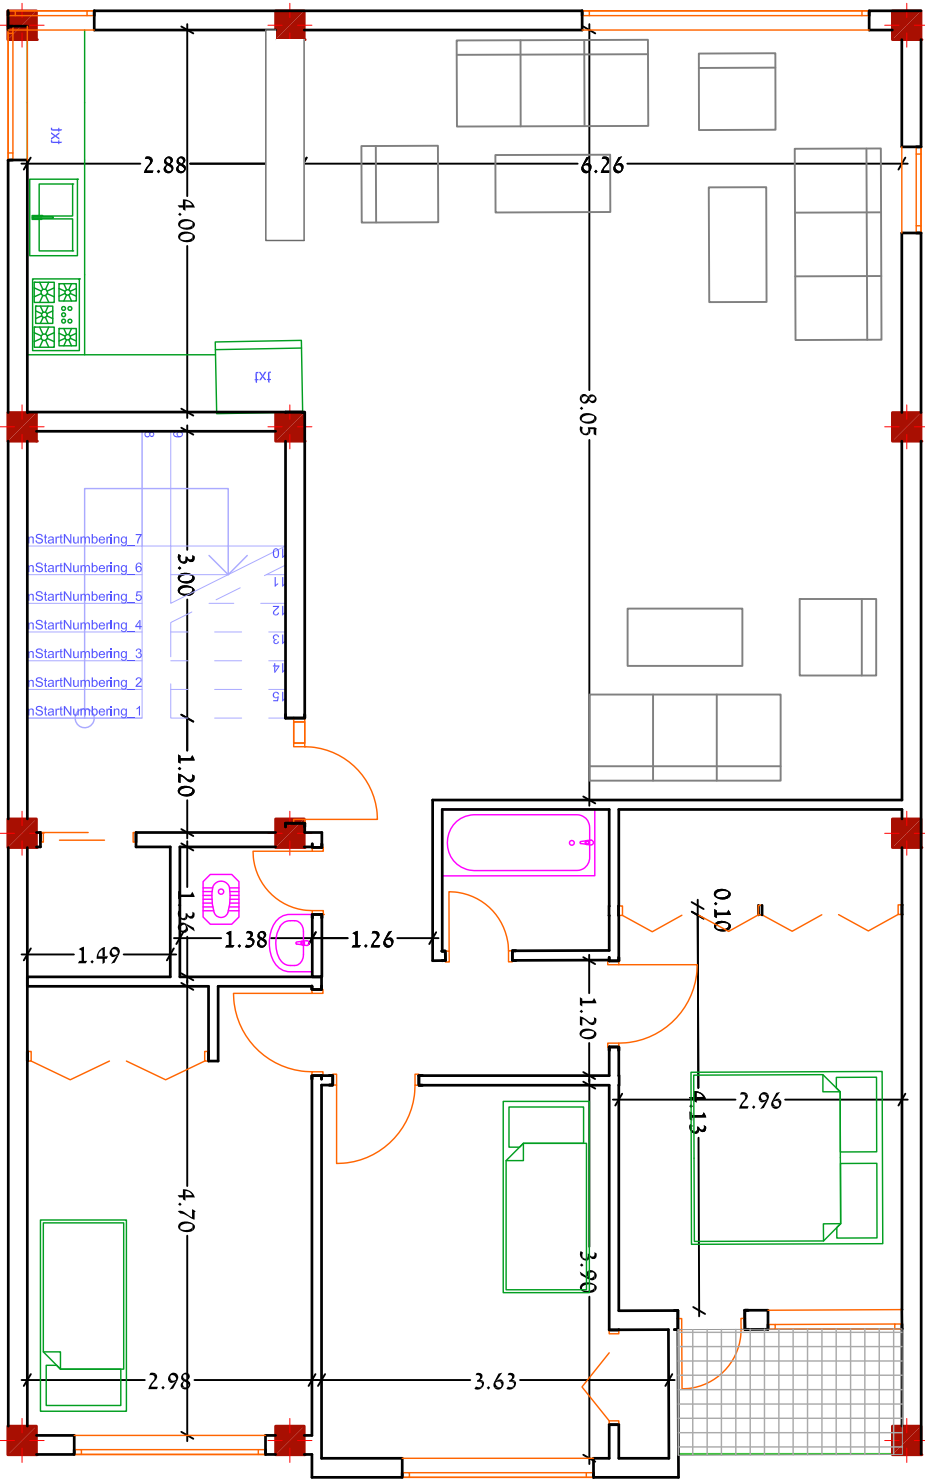 txt
2.88
6.26
4.00
txt
8.05
8
9
nStartNumbering_7
10
nStartNumbering_6
3.00
11
nStartNumbering_5
12
nStartNumbering_4
13
nStartNumbering_3
14
nStartNumbering_2
15
nStartNumbering_1
1.20
1.36
0.10
1.49
1.38
1.26
1.20
4.13
2.96
4.70
3.90
2.98
3.63